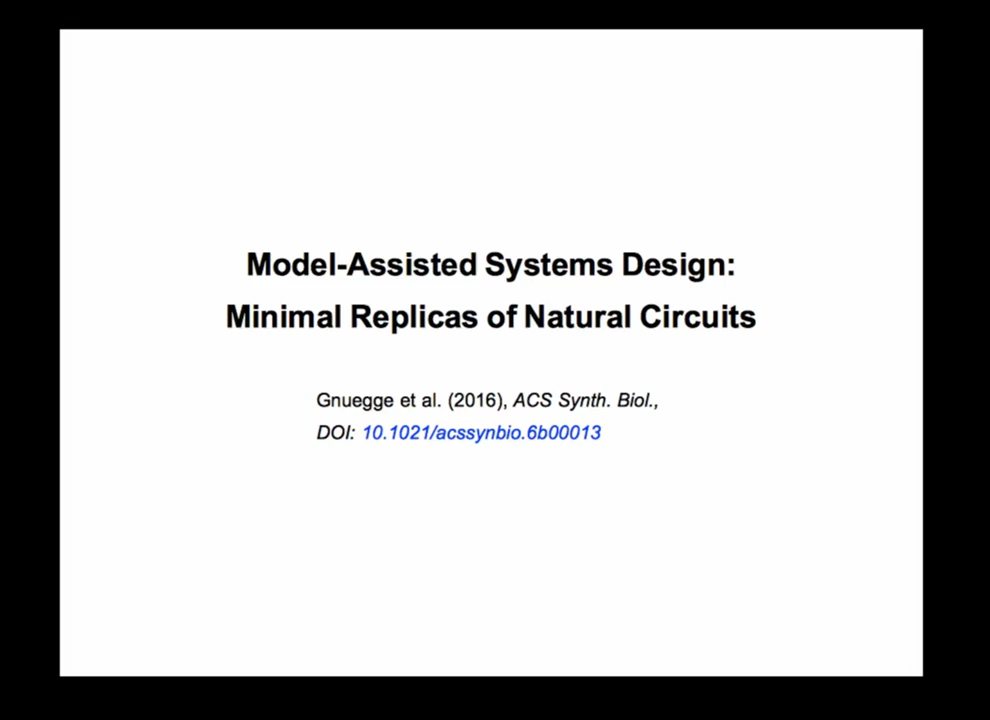 Model-Assisted Systems Design:
Minimal Replicas of Natural Circuits
Gnuegge et al. (2016), ACS Synth. Biol.,
DOI: 10.1021/acssynbio.6b00013